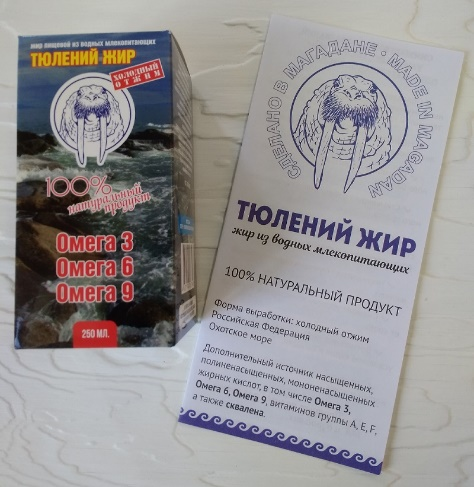 жир пищевой из водных млекопитающих
ТЮЛЕНИЙ ЖИР
ХОЛОДНЫЙ
ОТЖИМ
100%
натуральный
продукт
Омега 3
Омега 6
Омега 9
250 МЛ.
СДЕЛАНО В МАГАДАНЕ • MADE IN MAGADAN
ТЮЛЕНИЙ ЖИР
жир из водных млекопитающих
100% НАТУРАЛЬНЫЙ ПРОДУКТ
Форма выработки: холодный отжим
Российская Федерация
Охотское море
Дополнительный источник насыщенных,
полиненасыщенных, мононенасыщенных
жирных кислот, в том числе Омега 3,
Омега 6, Омега 9, витаминов группы А, Е, F,
а также сквалена.